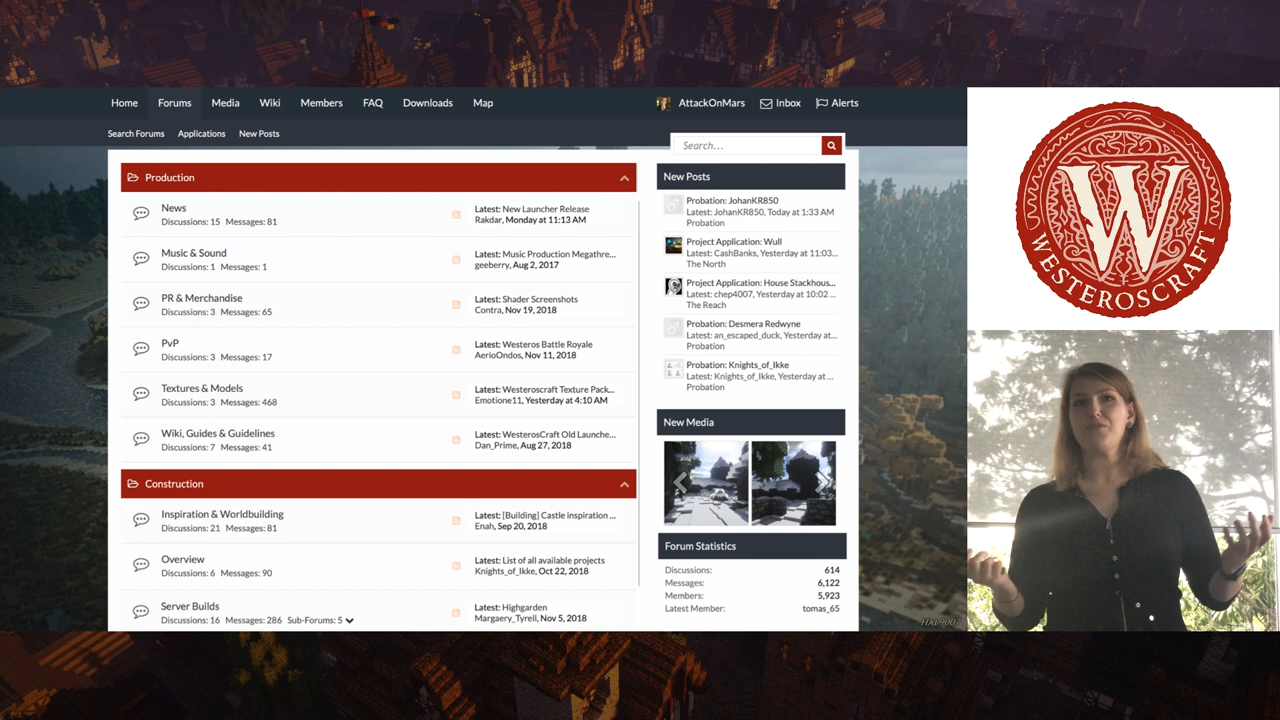 Home Forums Media Wiki Members FAQ Downloads Map AttackOnMars Inbox Alerts
Search Forums Applications New Posts
Search...
Production
News
Discussions: 15 Messages: 81
Latest: New Launcher Release
Rakdar, Monday at 11:13 AM
Music & Sound
Discussions: 1 Messages: 1
Latest: Music Production Megathre...
geeberry, Aug 2, 2017
PR & Merchandise
Discussions: 3 Messages: 65
Latest: Shader Screenshots
Contra, Nov 19, 2018
PvP
Discussions: 3 Messages: 17
Latest: Westeros Battle Royale
AerioOndos, Nov 11, 2018
Textures & Models
Discussions: 3 Messages: 468
Latest: Westeroscraft Texture Pack...
Emotione11, Yesterday at 4:10 AM
Wiki, Guides & Guidelines
Discussions: 7 Messages: 41
Latest: WesterosCraft Old Launche...
Dan_Prime, Aug 27, 2018
Construction
Inspiration & Worldbuilding
Discussions: 21 Messages: 81
Latest: [Building] Castle inspiration ...
Enah, Sep 20, 2018
Overview
Discussions: 6 Messages: 90
Latest: List of all available projects
Knights_of_Ikke, Oct 22, 2018
Server Builds
Discussions: 16 Messages: 286 Sub-Forums: 5
Latest: Highgarden
Margaery_Tyrell, Nov 5, 2018
New Posts
Probation: JohanKR850
Latest: JohanKR850, Today at 1:33 AM
Probation
Project Application: Wull
Latest: CashBanks, Yesterday at 11:03...
The North
Project Application: House Stackhous...
Latest: chep4007, Yesterday at 10:02 ...
The Reach
Probation: Desmera Redwyne
Latest: an_escaped_duck, Yesterday at...
Probation
Probation: Knights_of_Ikke
Latest: Knights_of_Ikke, Yesterday at ...
Probation
New Media
Forum Statistics
Discussions: 614
Messages: 6,122
Members: 5,923
Latest Member: tomas_65
HAL9007
W
WESTEROSCRAFT